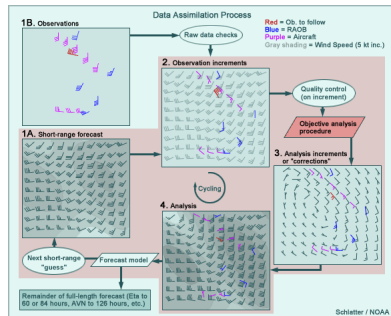 Data Assimilation Process
1B. Observations
Raw data checks
Red = Ob. to follow
Blue = RAOB
Purple = Aircraft
Gray shading = Wind Speed (5 kt inc.)
2. Observation increments
Quality control
(on increment)
Objective analysis
procedure
1A. Short-range forecast
3. Analysis increments
or "corrections"
Cycling
4. Analysis
Next short-range
"guess"
Forecast model
Remainder of full-length forecast (Eta to
60 or 84 hours, AVN to 126 hours, etc.)
Schlatter / NOAA